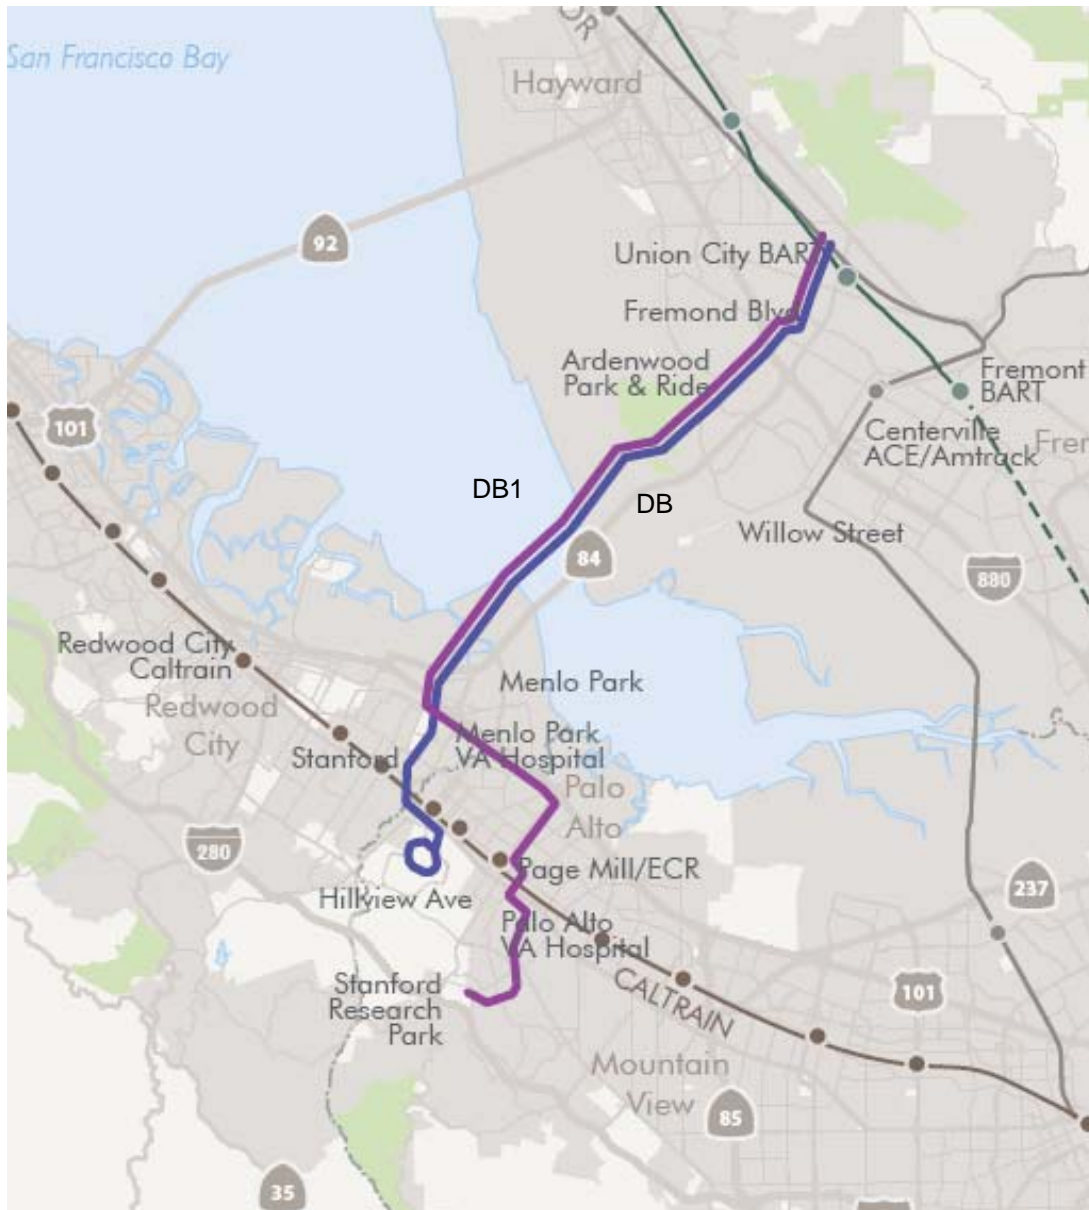 OR
San Francisco Bay
Hayward
92
Union City BART
Fremond Blvd
Ardenwood
Park & Ride
Fremont
BART
101
Centerville
ACE/Amtrack
Fre
DB1
DB
Willow Street
84
880
Redwood City
Caltrain
Menlo Park
Redwood
City
Menlo Park
VA Hospital
Stanford
Palo
Alto
280
Page Mill/ECR
Hillview Ave
237
Palo Alto
VA Hospital
Stanford
Research
Park
CALTRAIN
101
Mountain
View
85
35